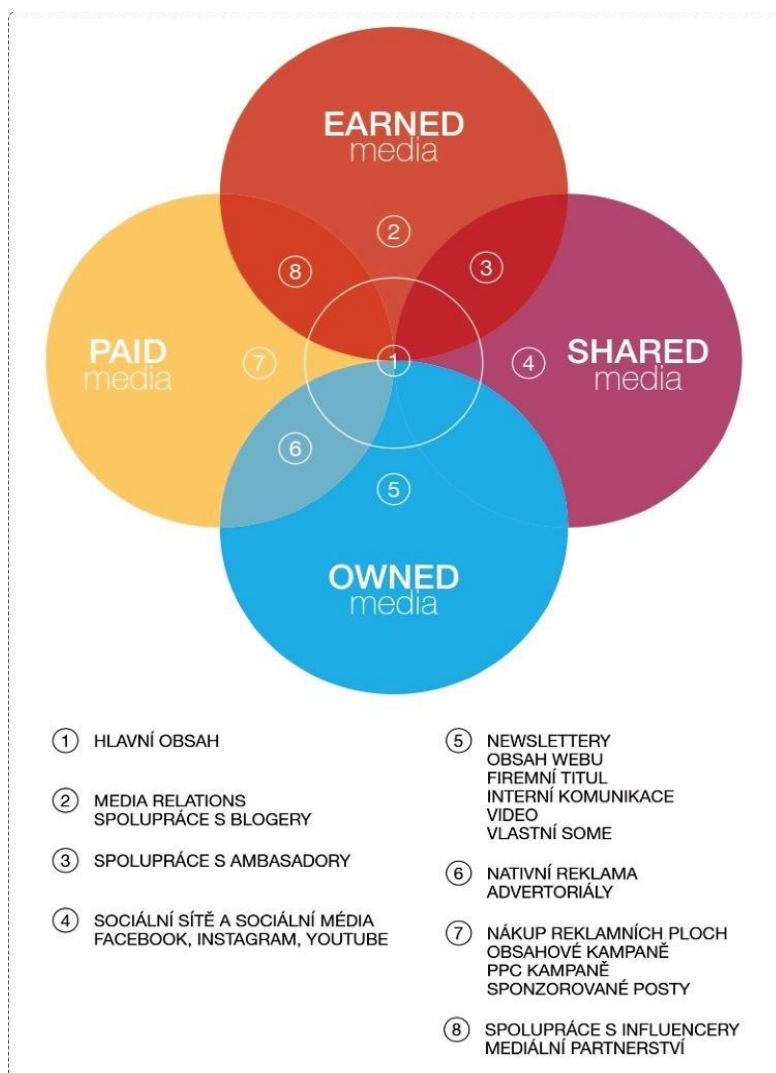 EARNED
media
2
8
3
PAID
media
7
1
4
SHARED
media
6
5
OWNED
media
1 HLAVNÍ OBSAH
2 MEDIA RELATIONS
SPOLUPRÁCE S BLOGERY
3 SPOLUPRÁCE S AMBASADORY
4 SOCIÁLNÍ SÍTĚ A SOCIÁLNÍ MÉDIA
FACEBOOK, INSTAGRAM, YOUTUBE
5 NEWSLETTERY
OBSAH WEBU
FIREMNÍ TITUL
INTERNÍ KOMUNIKACE
VIDEO
VLASTNÍ SOME
6 NATIVNÍ REKLAMA
ADVERTORIÁLY
7 NÁKUP REKLAMNÍCH PLOCH
OBSAHOVÉ KAMPANĚ
PPC KAMPANĚ
SPONZOROVANÉ POSTY
8 SPOLUPRÁCE S INFLUENCERY
MEDIÁLNÍ PARTNERSTVÍ